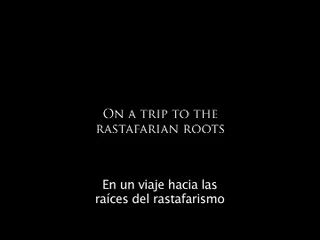 On a trip to the
rastafarian roots
En un viaje hacia las
raíces del rastafarismo